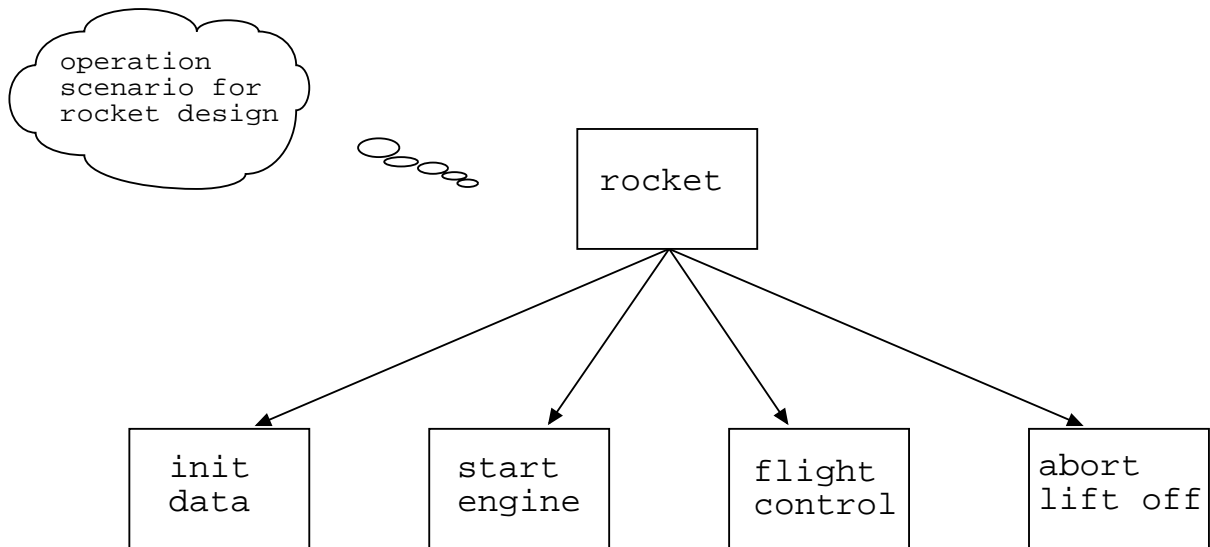 operation
scenario for
rocket design
rocket
init
data
start
engine
flight
control
abort
lift off